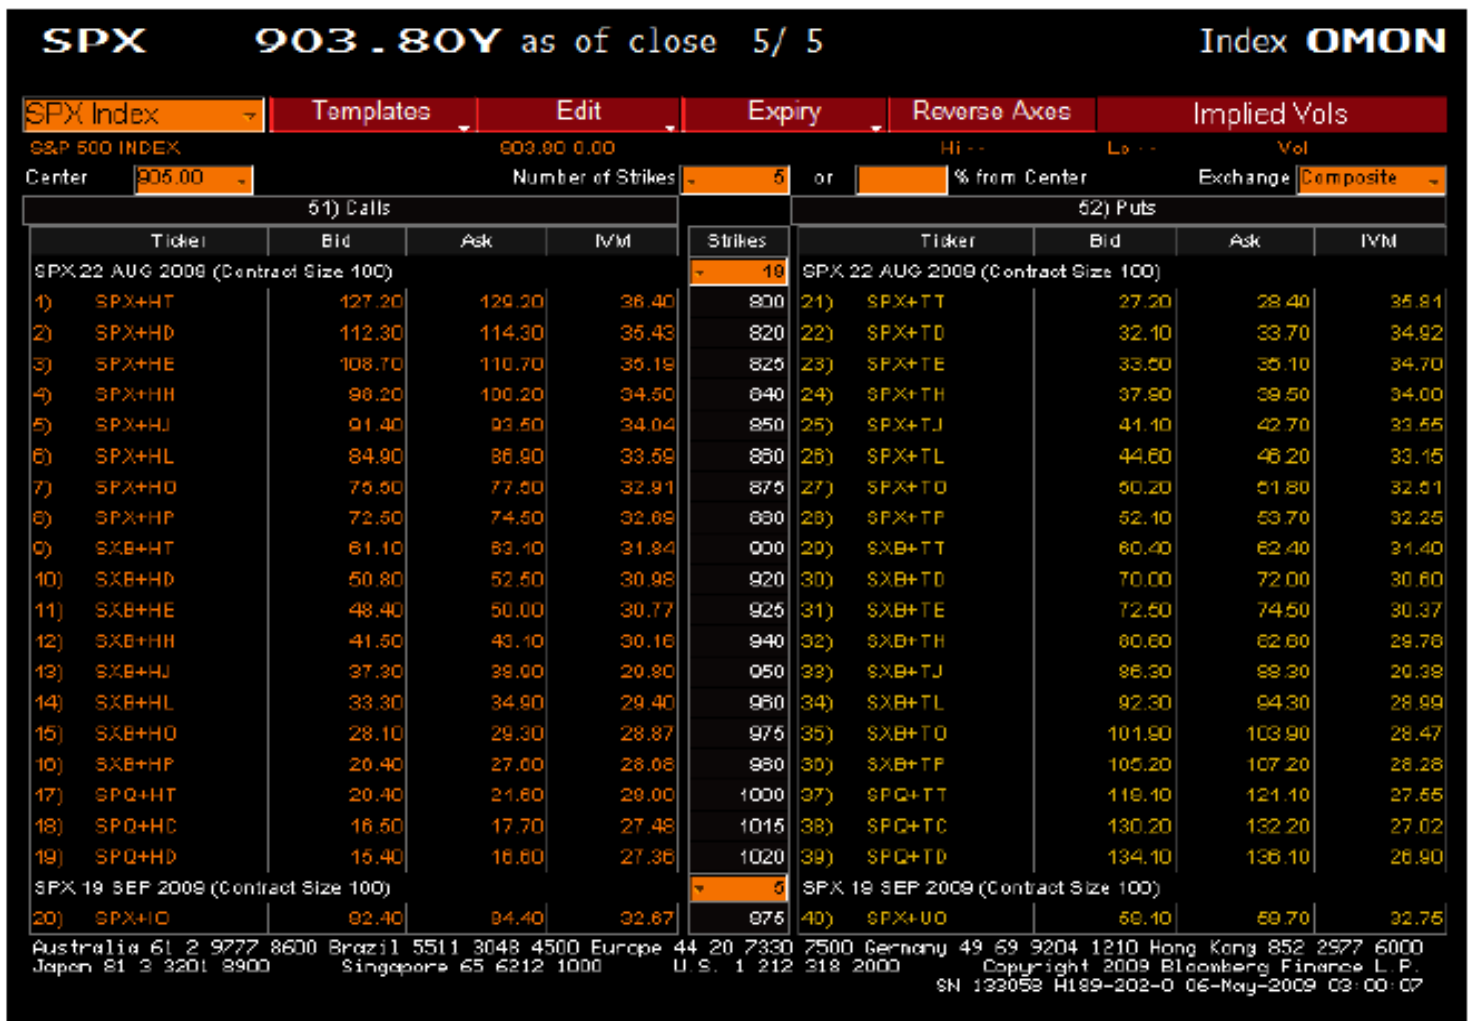 SPX 903.80Y as of close 5/ 5 Index OMON
SPX Index Templates Edit Expiry Reverse Axes Implied Vols
S&P 500 INDEX 903.80 0.00 Hi -- Lo -- Vol
Center 905.00 Number of Strikes 5 or % from Center Exchange Composite
51) Calls 52) Puts
Ticker Bid Ask IVM Strikes Ticker Bid Ask IVM
SPX 22 AUG 2009 (Contract Size 100) 19 SPX 22 AUG 2009 (Contract Size 100)
1) SPX+HT 127.20 129.20 36.40 800 21) SPX+TT 27.20 28.40 35.81
2) SPX+HD 112.30 114.30 35.43 820 22) SPX+TD 32.10 33.70 34.92
3) SPX+HE 108.70 110.70 35.19 825 23) SPX+TE 33.50 35.10 34.70
4) SPX+HH 98.20 100.20 34.50 840 24) SPX+TH 37.90 39.50 34.00
5) SPX+HJ 91.40 93.50 34.04 850 25) SPX+TJ 41.10 42.70 33.55
6) SPX+HL 84.90 86.90 33.59 860 26) SPX+TL 44.60 46.20 33.15
7) SPX+HO 75.50 77.50 32.91 875 27) SPX+TO 50.20 51.80 32.51
8) SPX+HP 72.50 74.50 32.69 880 28) SPX+TP 52.10 53.70 32.25
9) SXB+HT 61.10 63.10 31.84 900 29) SXB+TT 60.40 62.40 31.40
10) SXB+HD 50.80 52.50 30.98 920 30) SXB+TD 70.00 72.00 30.60
11) SXB+HE 48.40 50.00 30.77 925 31) SXB+TE 72.50 74.50 30.37
12) SXB+HH 41.50 43.10 30.16 940 32) SXB+TH 80.60 82.60 29.78
13) SXB+HJ 37.30 38.90 29.80 950 33) SXB+TJ 86.30 88.30 29.38
14) SXB+HL 33.30 34.90 29.40 960 34) SXB+TL 92.30 94.30 28.99
15) SXB+HO 28.10 29.30 28.87 975 35) SXB+TO 101.90 103.90 28.47
16) SXB+HP 26.40 27.60 28.68 980 36) SXB+TP 105.20 107.20 28.28
17) SPQ+HT 20.40 21.60 28.00 1000 37) SPQ+TT 119.10 121.10 27.55
18) SPQ+HC 16.50 17.70 27.48 1015 38) SPQ+TC 130.20 132.20 27.02
19) SPQ+HD 15.40 16.60 27.36 1020 39) SPQ+TD 134.10 136.10 26.90
SPX 19 SEP 2009 (Contract Size 100) 5 SPX 19 SEP 2009 (Contract Size 100)
20) SPX+IO 82.40 84.40 32.67 875 40) SPX+UO 58.10 59.70 32.75
Australia 61 2 9777 8600 Brazil 5511 3048 4500 Europe 44 20 7330 7500 Germany 49 69 9204 1210 Hong Kong 852 2977 6000
Japan 81 3 3201 8900 Singapore 65 6212 1000 U.S. 1 212 318 2000 Copyright 2009 Bloomberg Finance L.P.
SN 133058 H189-202-0 06-May-2009 03:00:07